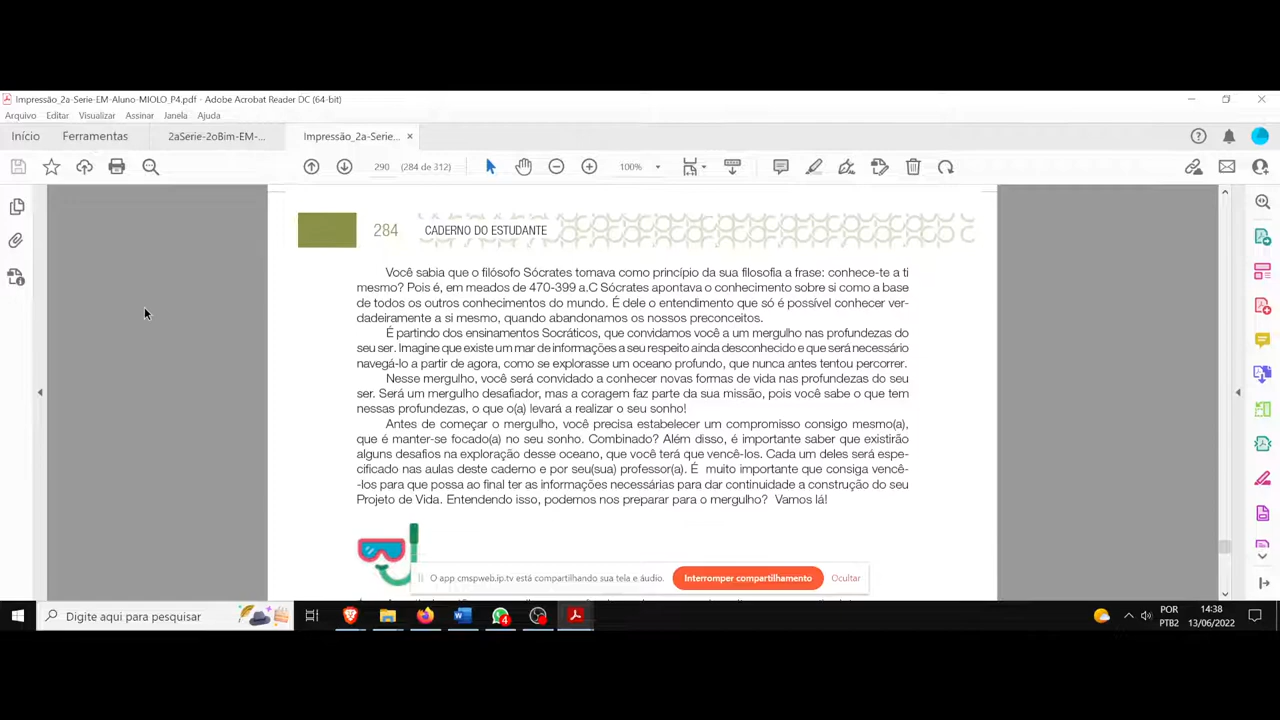 Impressão_2a-Serie-EM-Aluno-MIOLO_P4.pdf - Adobe Acrobat Reader DC (64-bit)
Arquivo Editar Visualizar Assinar Janela Ajuda
Início Ferramentas 2aSerie-2oBim-EM-... Impressão_2a-Serie... ×
290 (284 de 312) 100%
284 CADERNO DO ESTUDANTE
Você sabia que o filósofo Sócrates tomava como princípio da sua filosofia a frase: conhece-te a ti
mesmo? Pois é, em meados de 470-399 a.C Sócrates apontava o conhecimento sobre si como a base
de todos os outros conhecimentos do mundo. É dele o entendimento que só é possível conhecer ver-
dadeiramente a si mesmo, quando abandonamos os nossos preconceitos.
É partindo dos ensinamentos Socráticos, que convidamos você a um mergulho nas profundezas do
seu ser. Imagine que existe um mar de informações a seu respeito ainda desconhecido e que será necessário
navegá-lo a partir de agora, como se explorasse um oceano profundo, que nunca antes tentou percorrer.
Nesse mergulho, você será convidado a conhecer novas formas de vida nas profundezas do seu
ser. Será um mergulho desafiador, mas a coragem faz parte da sua missão, pois você sabe o que tem
nessas profundezas, o que o(a) levará a realizar o seu sonho!
Antes de começar o mergulho, você precisa estabelecer um compromisso consigo mesmo(a),
que é manter-se focado(a) no seu sonho. Combinado? Além disso, é importante saber que existirão
alguns desafios na exploração desse oceano, que você terá que vencê-los. Cada um deles será espe-
cificado nas aulas deste caderno e por seu(sua) professor(a). É muito importante que consiga vencê-
-los para que possa ao final ter as informações necessárias para dar continuidade a construção do seu
Projeto de Vida. Entendendo isso, podemos nos preparar para o mergulho? Vamos lá!
O app cmspweb.ip.tv está compartilhando sua tela e áudio. Interromper compartilhamento Ocultar
Digite aqui para pesquisar 4 POR 14:38
PTB2 13/06/2022